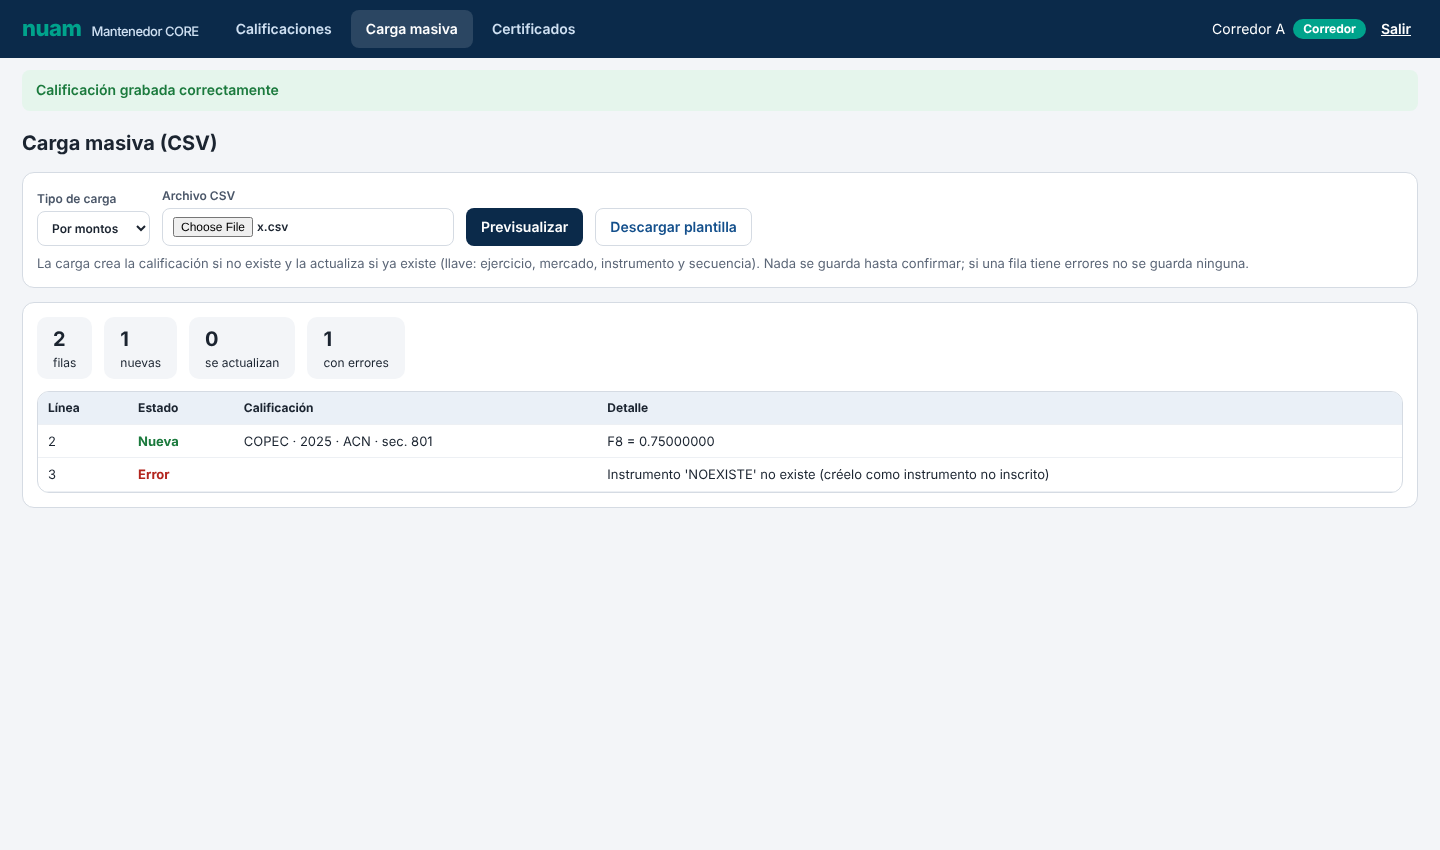 nuam Mantenedor CORE Calificaciones Carga masiva Certificados Corredor A Corredor Salir
Calificación grabada correctamente
Carga masiva (CSV)
Tipo de carga Archivo CSV
Por montos Choose File x.csv Previsualizar Descargar plantilla
La carga crea la calificación si no existe y la actualiza si ya existe (llave: ejercicio, mercado, instrumento y secuencia). Nada se guarda hasta confirmar; si una fila tiene errores no se guarda ninguna.
2 1 0 1
filas nuevas se actualizan con errores
Línea Estado Calificación Detalle
2 Nueva COPEC · 2025 · ACN · sec. 801 F8 = 0.75000000
3 Error Instrumento 'NOEXISTE' no existe (créelo como instrumento no inscrito)